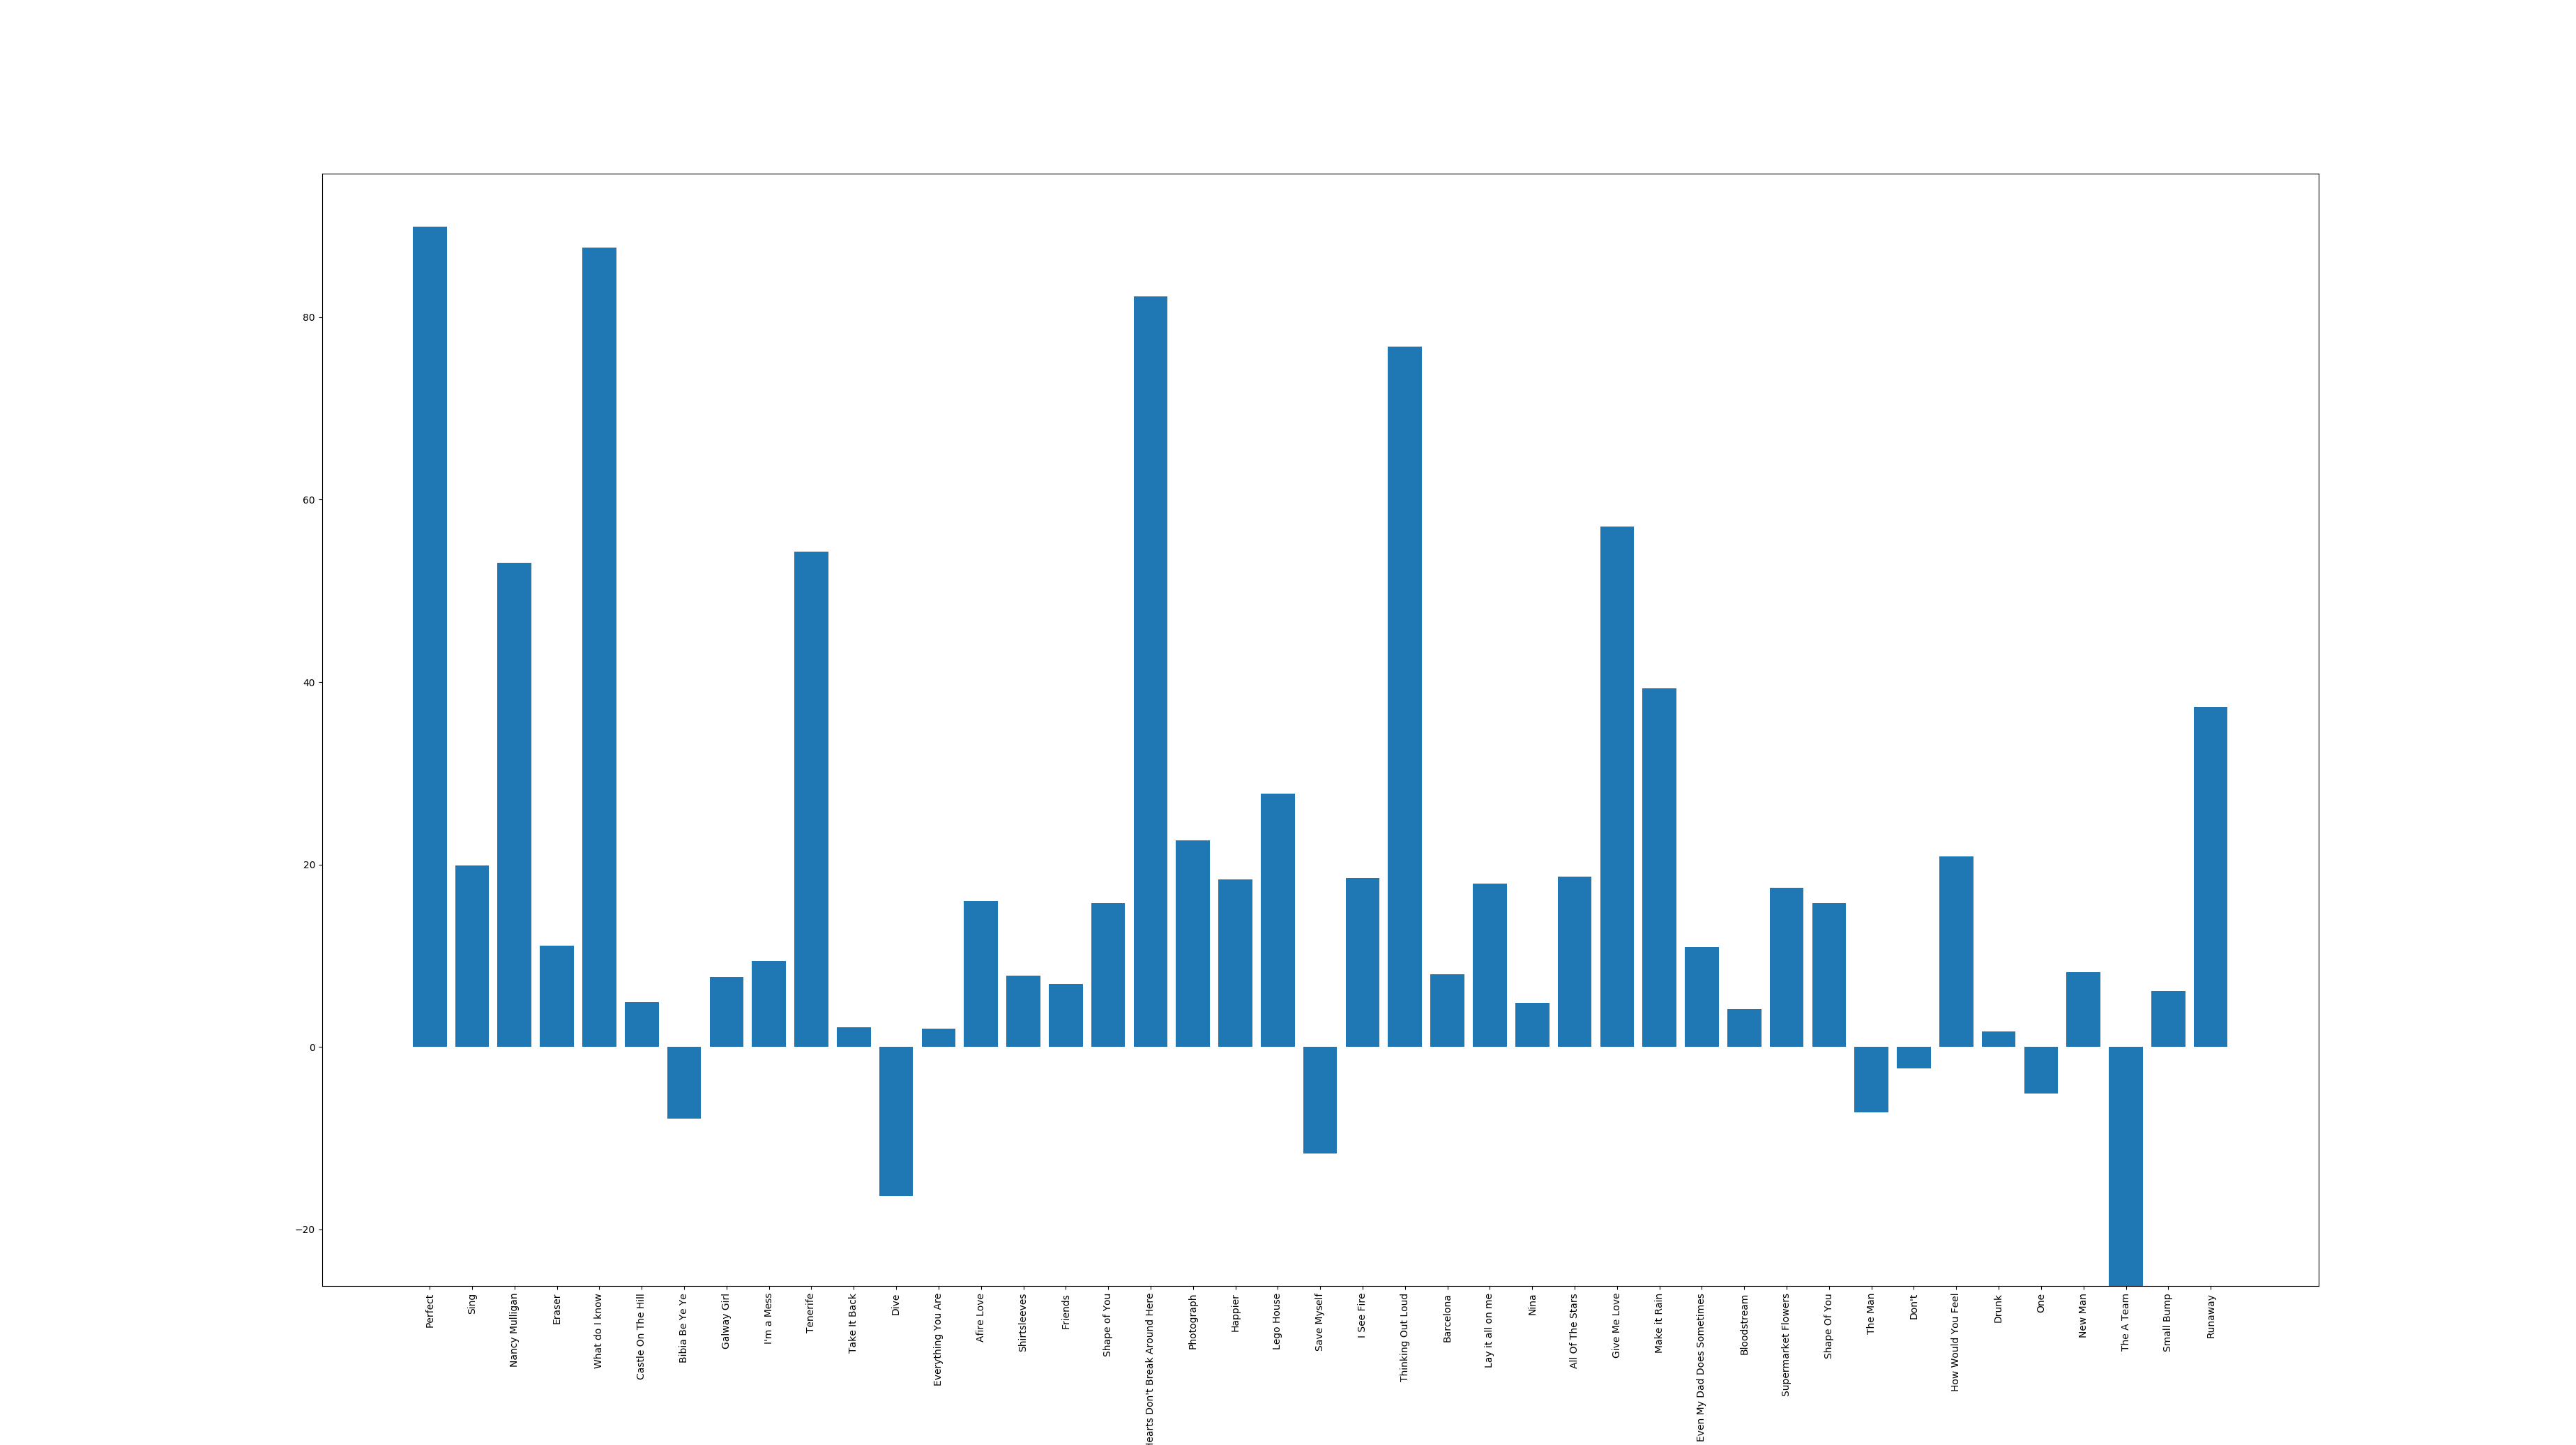 80
60
40
20
0
−20
Perfect
Sing
Nancy Mulligan
Eraser
What do I know
Castle On The Hill
Bibia Be Ye Ye
Galway Girl
I'm a Mess
Tenerife
Take It Back
Dive
Everything You Are
Afire Love
Shirtsleeves
Friends
Shape of You
Hearts Don't Break Around Here
Photograph
Happier
Lego House
Save Myself
I See Fire
Thinking Out Loud
Barcelona
Lay it all on me
Nina
All Of The Stars
Give Me Love
Make it Rain
Even My Dad Does Sometimes
Bloodstream
Supermarket Flowers
Shape Of You
The Man
Don't
How Would You Feel
Drunk
One
New Man
The A Team
Small Bump
Runaway